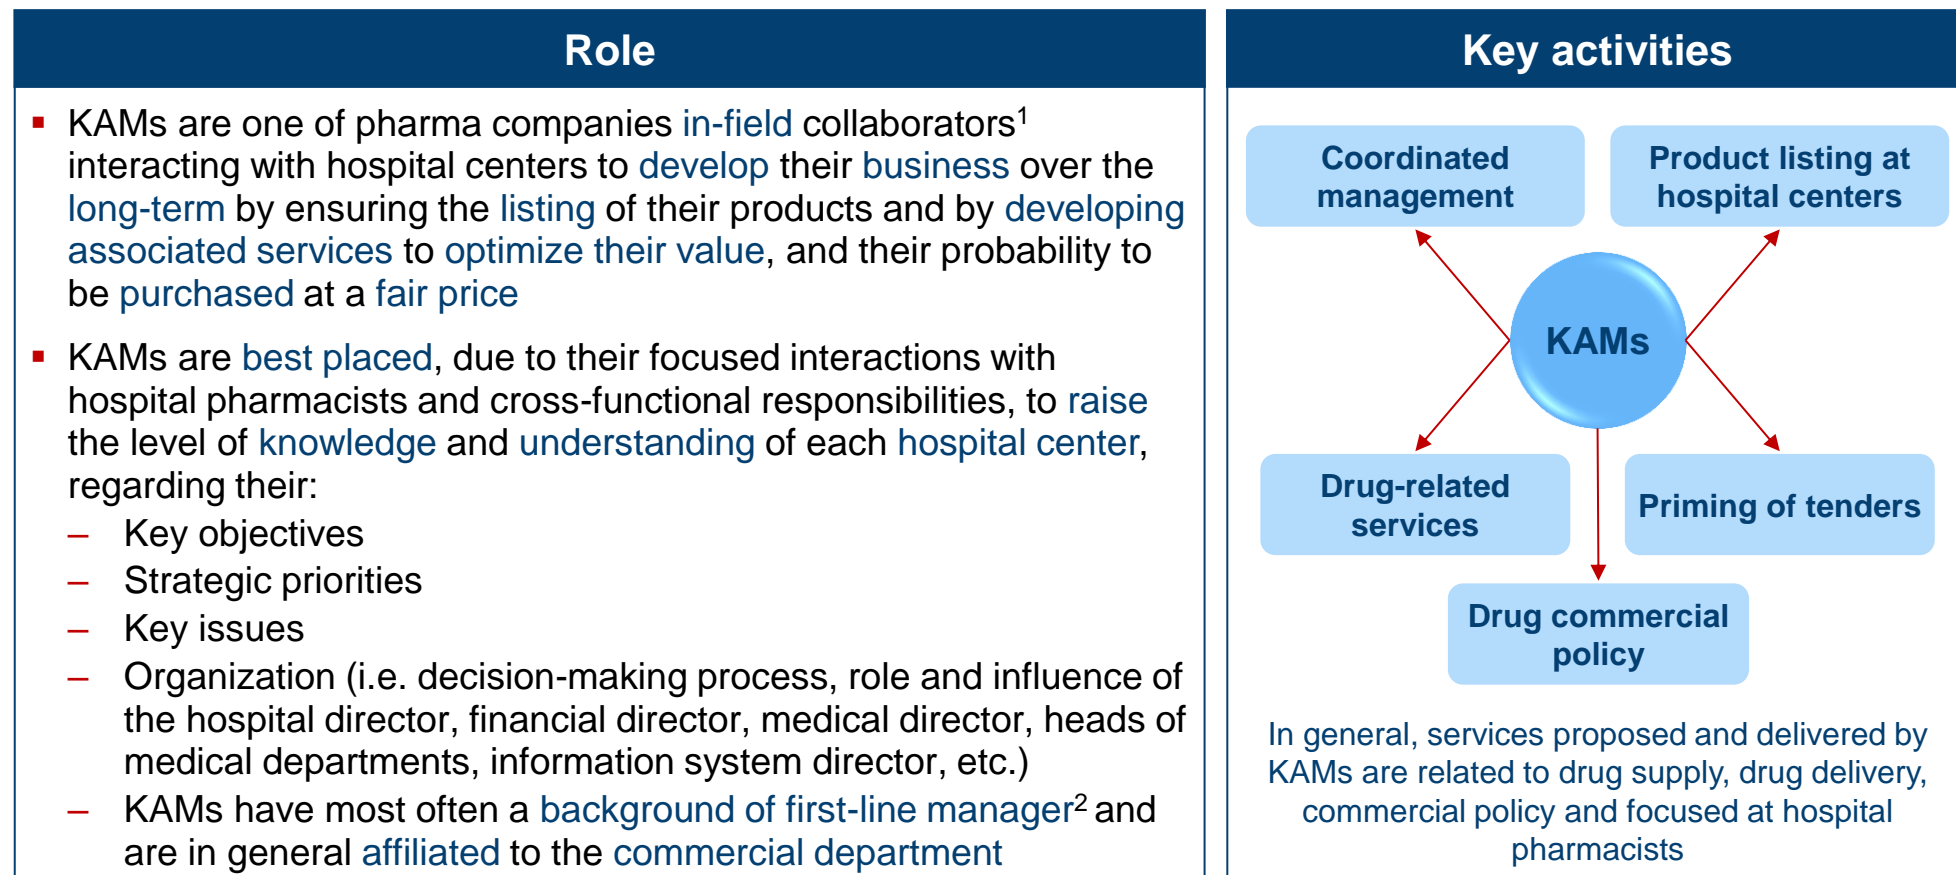 Role
▪ KAMs are one of pharma companies in-field collaborators¹
interacting with hospital centers to develop their business over the
long-term by ensuring the listing of their products and by developing
associated services to optimize their value, and their probability to
be purchased at a fair price
▪ KAMs are best placed, due to their focused interactions with
hospital pharmacists and cross-functional responsibilities, to raise
the level of knowledge and understanding of each hospital center,
regarding their:
– Key objectives
– Strategic priorities
– Key issues
– Organization (i.e. decision-making process, role and influence of
the hospital director, financial director, medical director, heads of
medical departments, information system director, etc.)
– KAMs have most often a background of first-line manager² and
are in general affiliated to the commercial department
Key activities
Coordinated
management
Product listing at
hospital centers
KAMs
Drug-related
services
Priming of tenders
Drug commercial
policy
In general, services proposed and delivered by
KAMs are related to drug supply, drug delivery,
commercial policy and focused at hospital
pharmacists